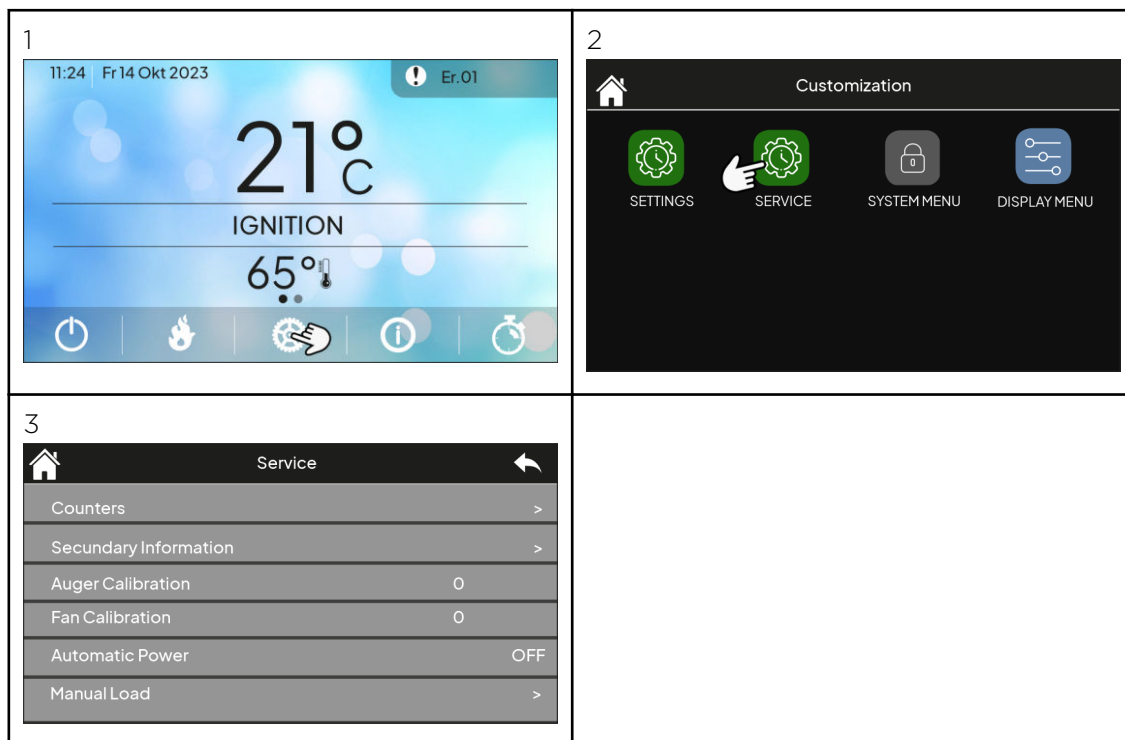 1
11:24 Fr 14 Okt 2023 ! Er.01
21°C
IGNITION
65°
i
2
Customization
SETTINGS SERVICE SYSTEM MENU DISPLAY MENU
3
Service
Counters >
Secundary Information >
Auger Calibration 0
Fan Calibration 0
Automatic Power OFF
Manual Load >